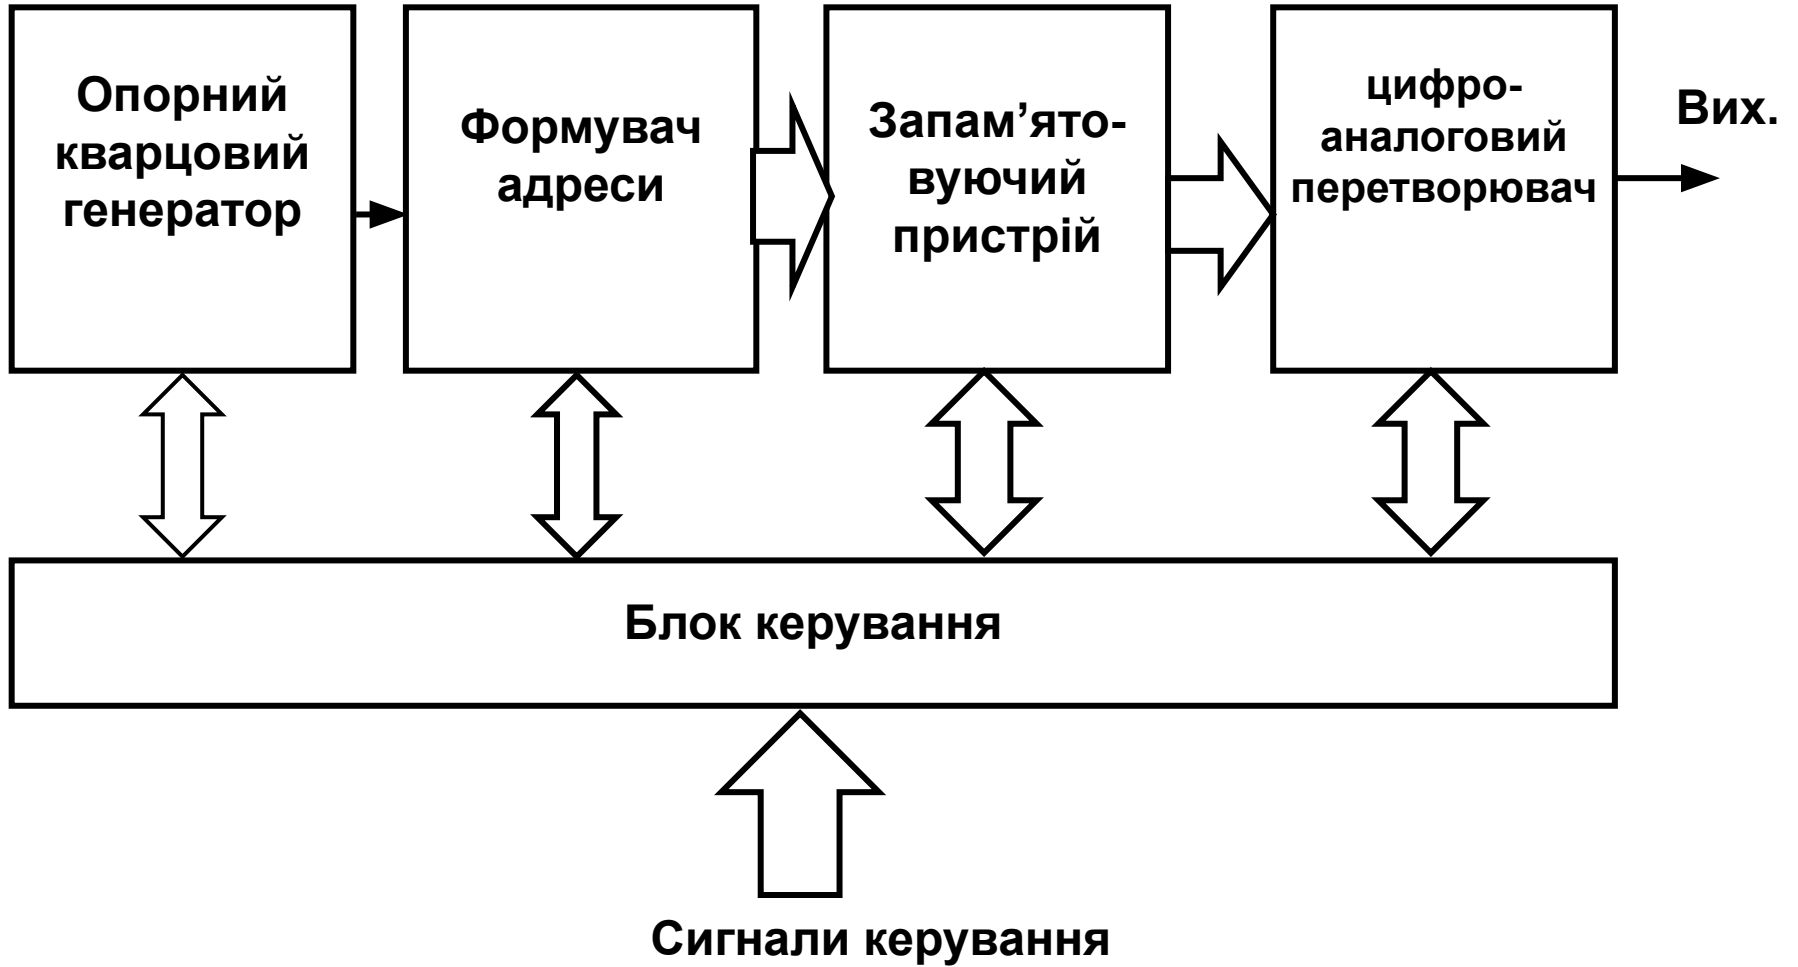 Опорний
кварцовий
генератор
Формувач
адреси
Запам’ято-
вуючий
пристрій
цифро-
аналоговий
перетворювач
Вих.
Блок керування
Сигнали керування